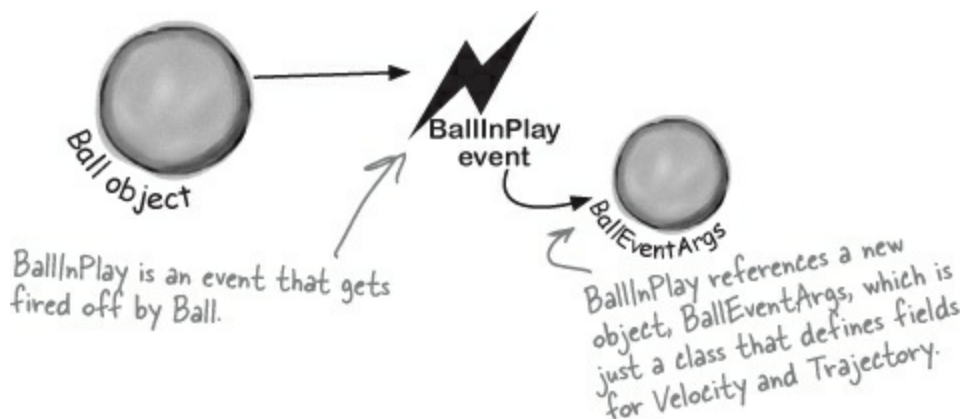 Ball object
BallInPlay
event
BallEventArgs
BallInPlay is an event that gets
fired off by Ball.
BallInPlay references a new
object, BallEventArgs, which is
just a class that defines fields
for Velocity and Trajectory.